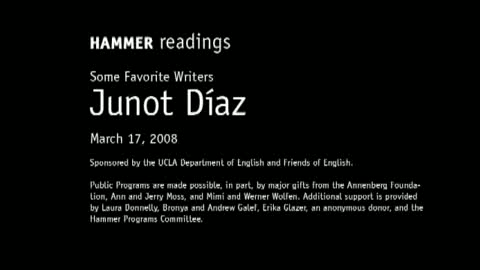 HAMMER readings
Some Favorite Writers
Junot Díaz
March 17, 2008
Sponsored by the UCLA Department of English and Friends of English.
Public Programs are made possible, in part, by major gifts from the Annenberg Founda-
tion, Ann and Jerry Moss, and Mimi and Werner Wolfen. Additional support is provided
by Laura Donnelly, Bronya and Andrew Galef, Erika Glazer, an anonymous donor, and the
Hammer Programs Committee.